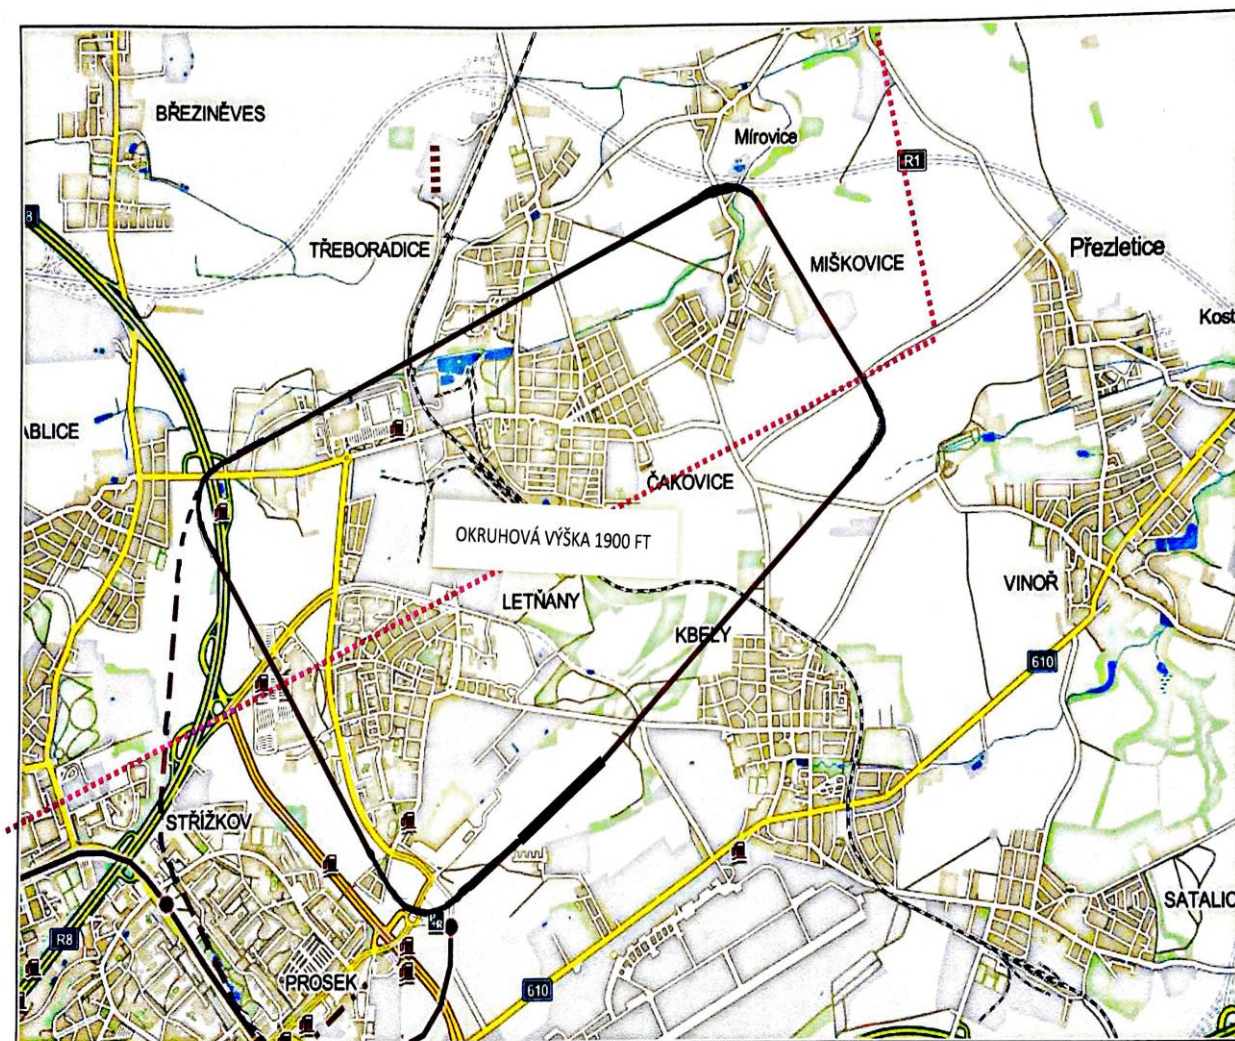 BŘEZINĚVES
Mírovice
R1
8
TŘEBORADICE
MIŠKOVICE
Přezletice
Kost
ABLICE
ČAKOVICE
OKRUHOVÁ VÝŠKA 1900 FT
LETŇANY
VINOŘ
KBELY
610
STŘÍŽKOV
SATALIC
R8
PROSEK
610